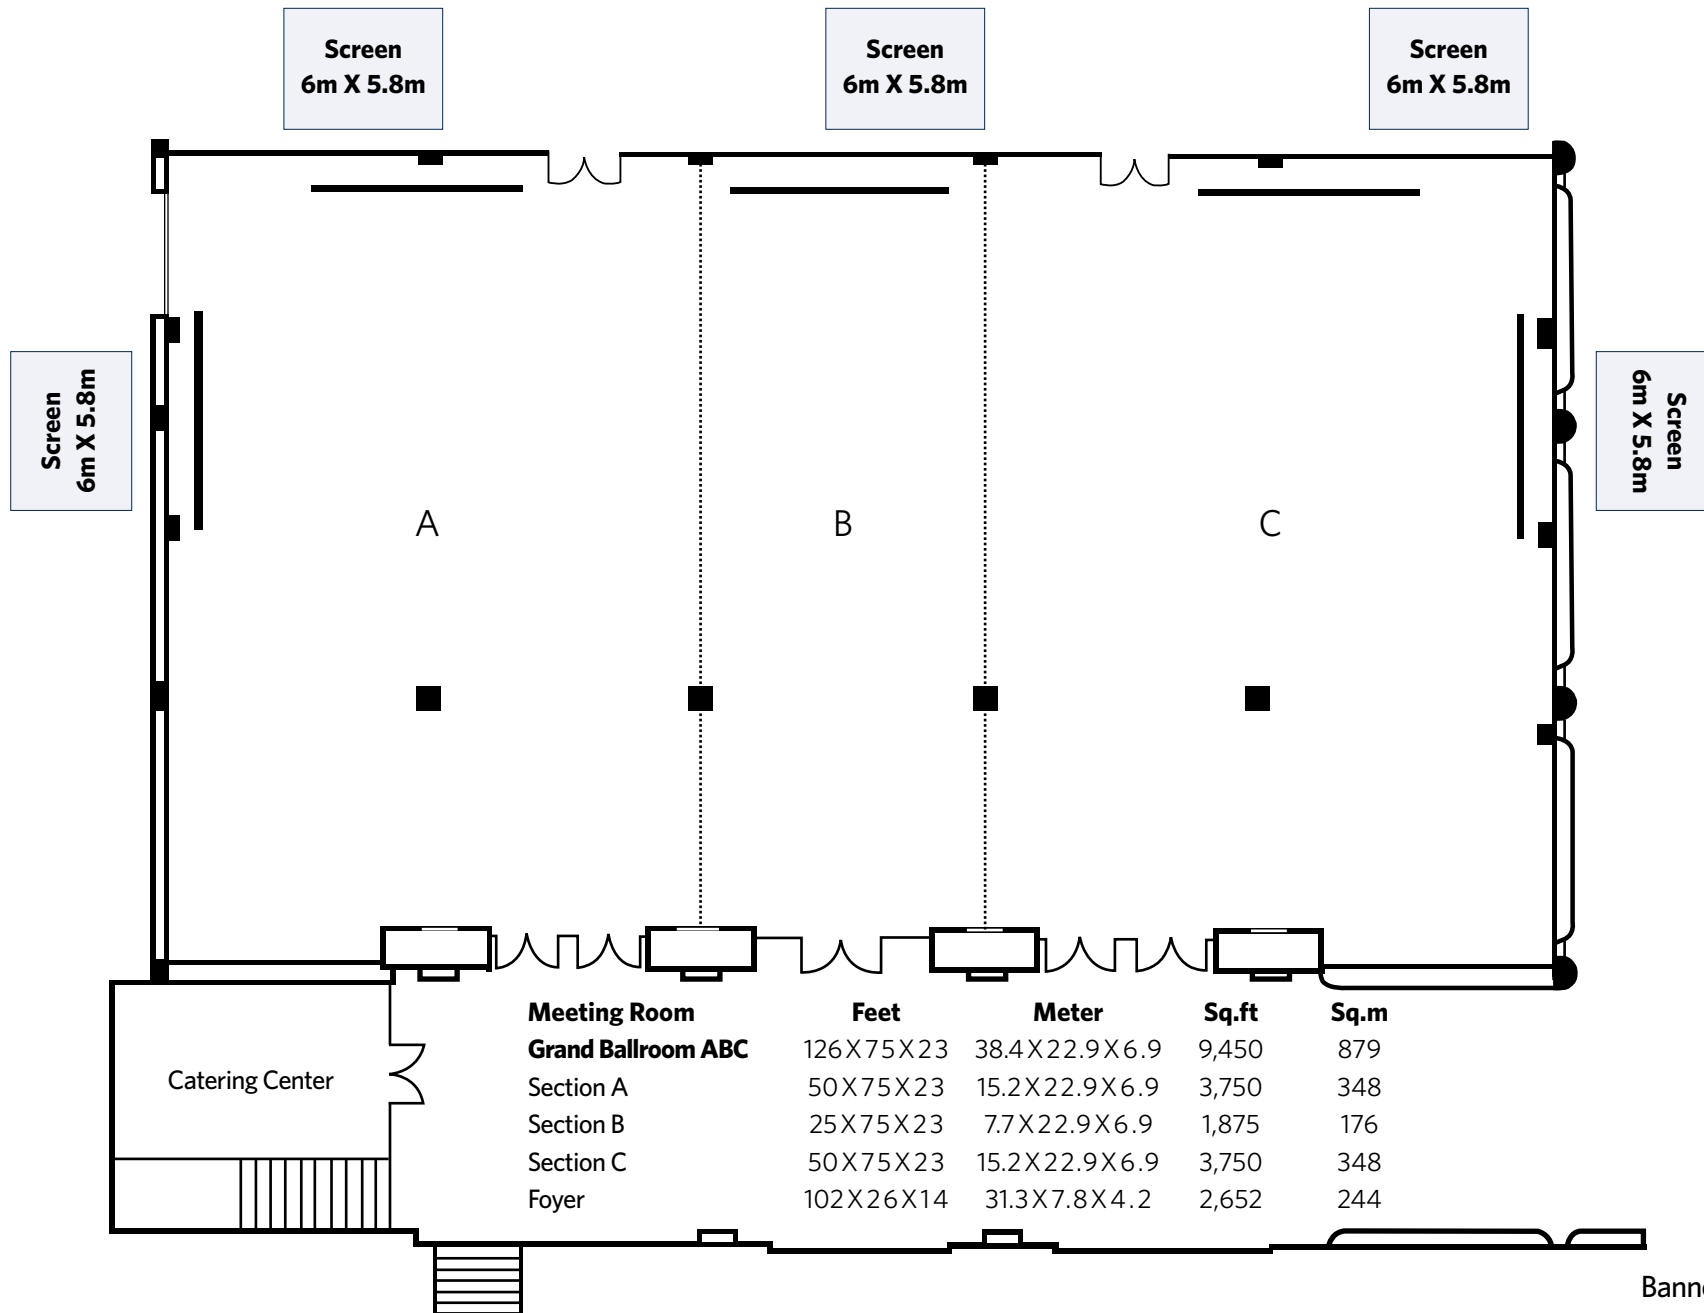 Screen
6m X 5.8m
Screen
6m X 5.8m
Screen
6m X 5.8m
Screen
6m X 5.8m
Screen
6m X 5.8m
A
B
C
Meeting Room Feet Meter Sq.ft Sq.m
Grand Ballroom ABC 126X75X23 38.4X22.9X6.9 9,450 879
Section A 50X75X23 15.2X22.9X6.9 3,750 348
Section B 25X75X23 7.7X22.9X6.9 1,875 176
Section C 50X75X23 15.2X22.9X6.9 3,750 348
Foyer 102X26X14 31.3X7.8X4.2 2,652 244
Catering Center